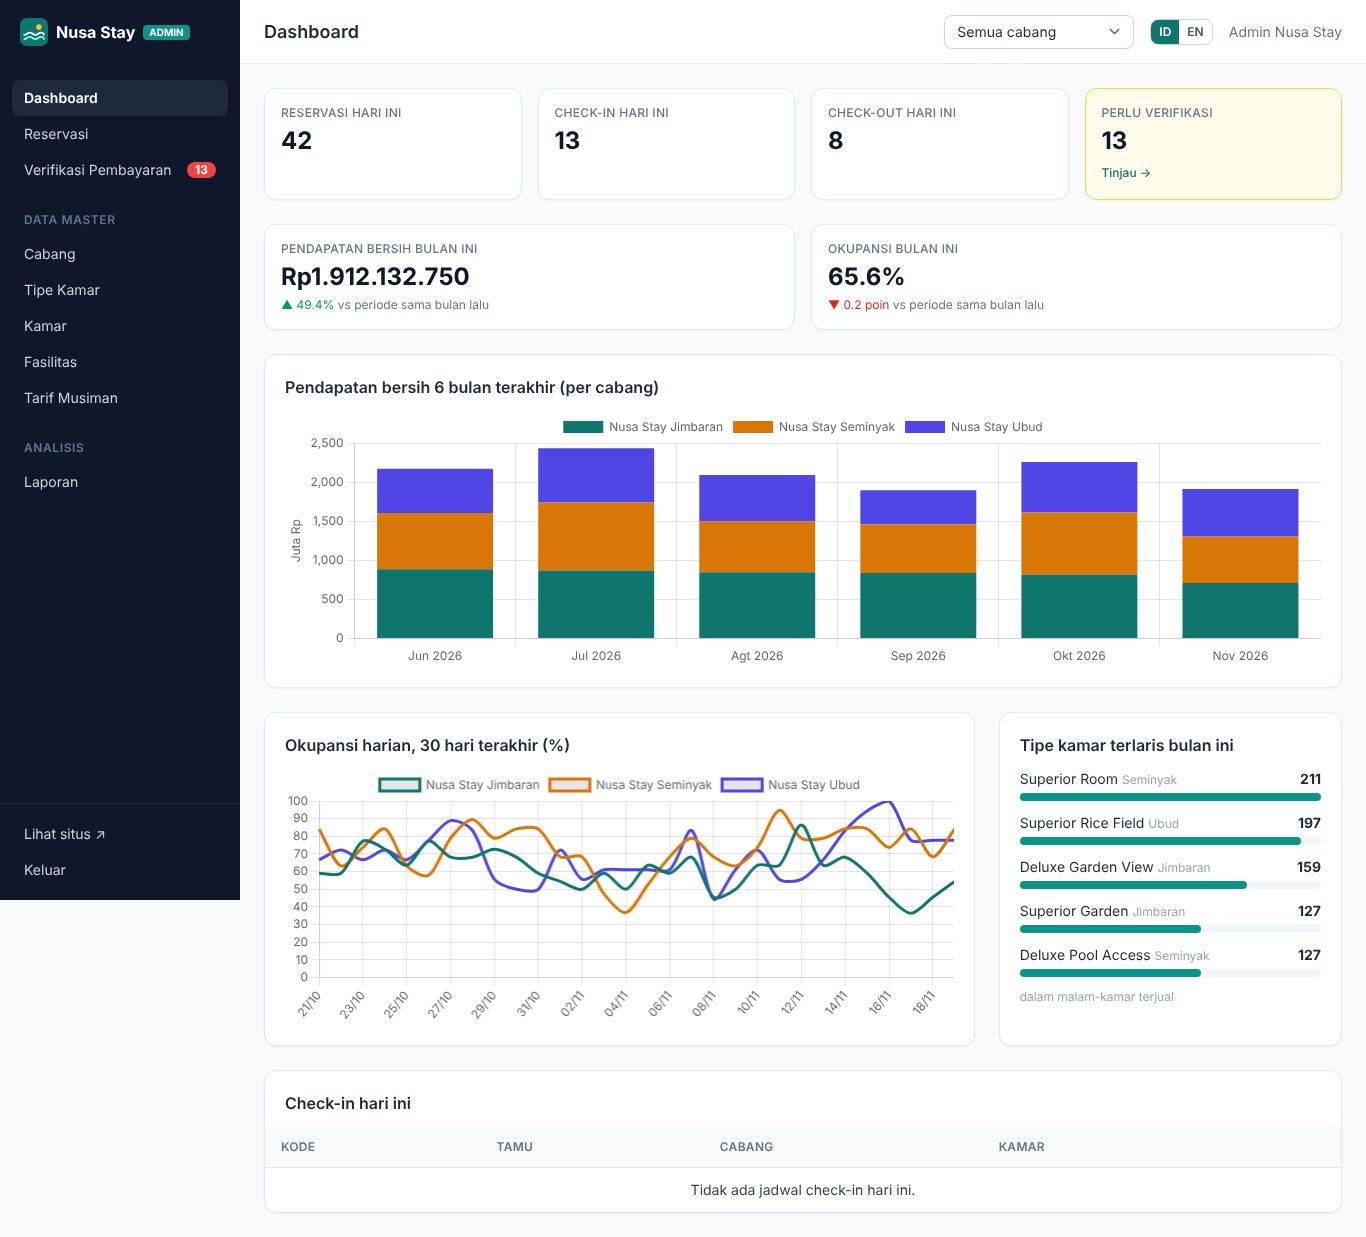 Nusa Stay ADMIN
Dashboard
Reservasi
Verifikasi Pembayaran 13
DATA MASTER
Cabang
Tipe Kamar
Kamar
Fasilitas
Tarif Musiman
ANALISIS
Laporan
Lihat situs ↗
Keluar
Dashboard
Semua cabang
ID EN
Admin Nusa Stay
RESERVASI HARI INI
42
CHECK-IN HARI INI
13
CHECK-OUT HARI INI
8
PERLU VERIFIKASI
13
Tinjau →
PENDAPATAN BERSIH BULAN INI
Rp1.912.132.750
▲ 49.4% vs periode sama bulan lalu
OKUPANSI BULAN INI
65.6%
▼ 0.2 poin vs periode sama bulan lalu
Pendapatan bersih 6 bulan terakhir (per cabang)
Nusa Stay Jimbaran Nusa Stay Seminyak Nusa Stay Ubud
Juta Rp
2,500
2,000
1,500
1,000
500
0
Jun 2026 Jul 2026 Agt 2026 Sep 2026 Okt 2026 Nov 2026
Okupansi harian, 30 hari terakhir (%)
Nusa Stay Jimbaran Nusa Stay Seminyak Nusa Stay Ubud
100
90
80
70
60
50
40
30
20
10
0
21/10 23/10 25/10 27/10 29/10 31/10 02/11 04/11 06/11 08/11 10/11 12/11 14/11 16/11 18/11
Tipe kamar terlaris bulan ini
Superior Room Seminyak 211
Superior Rice Field Ubud 197
Deluxe Garden View Jimbaran 159
Superior Garden Jimbaran 127
Deluxe Pool Access Seminyak 127
dalam malam-kamar terjual
Check-in hari ini
KODE TAMU CABANG KAMAR
Tidak ada jadwal check-in hari ini.